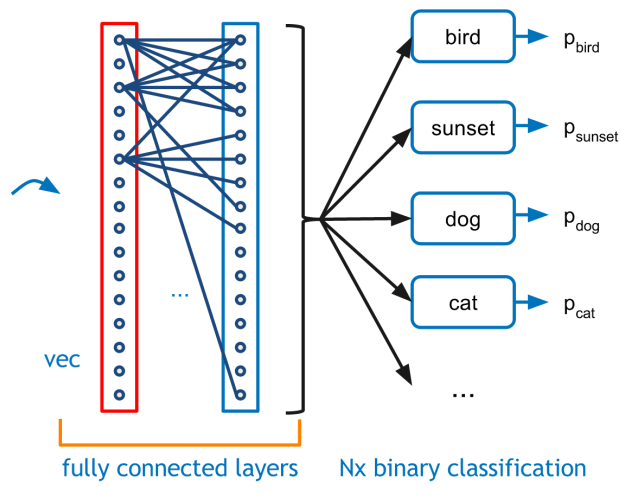 bird
p_bird
sunset
p_sunset
dog
p_dog
cat
p_cat
...
...
vec
fully connected layers
Nx binary classification